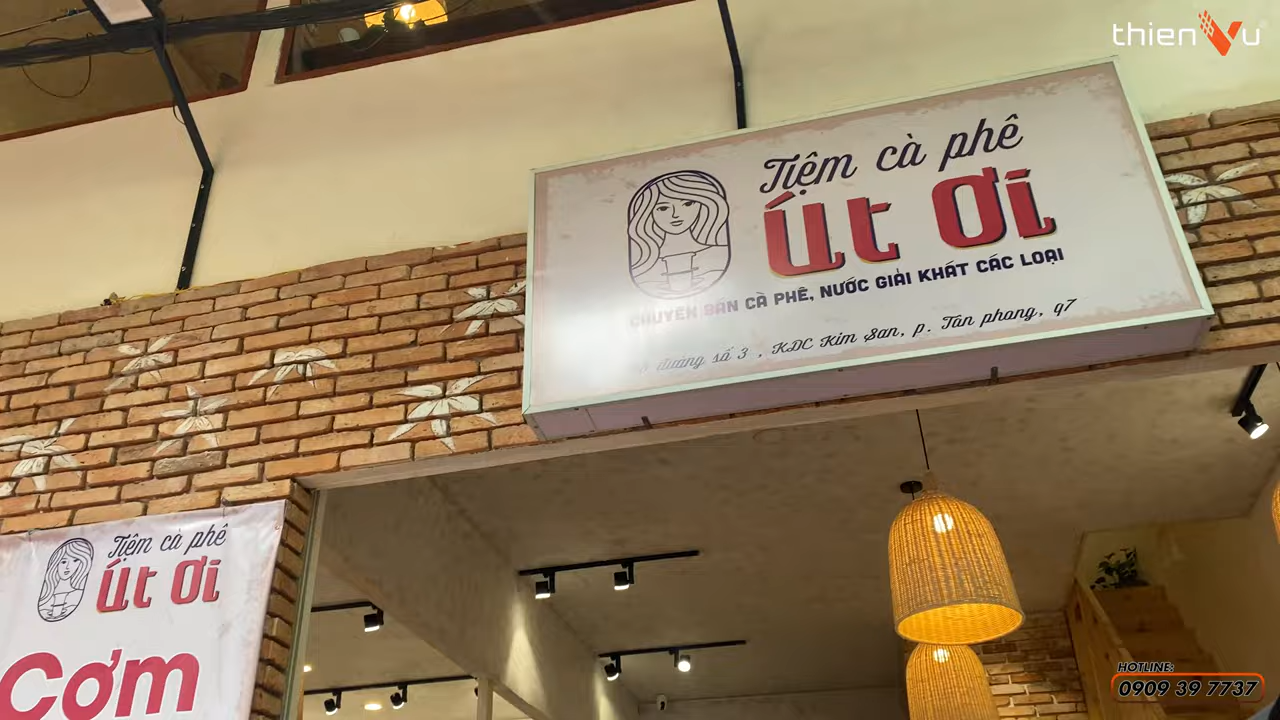 thienVu
Tiệm cà phê
Út Ơi
CHUYÊN BÁN CÀ PHÊ, NƯỚC GIẢI KHÁT CÁC LOẠI
đường số 3 , KDC Kim Sơn, p. Tân phong, q7
Tiệm cà phê
Út Ơi
Cơm
HOTLINE:
0909 39 7737